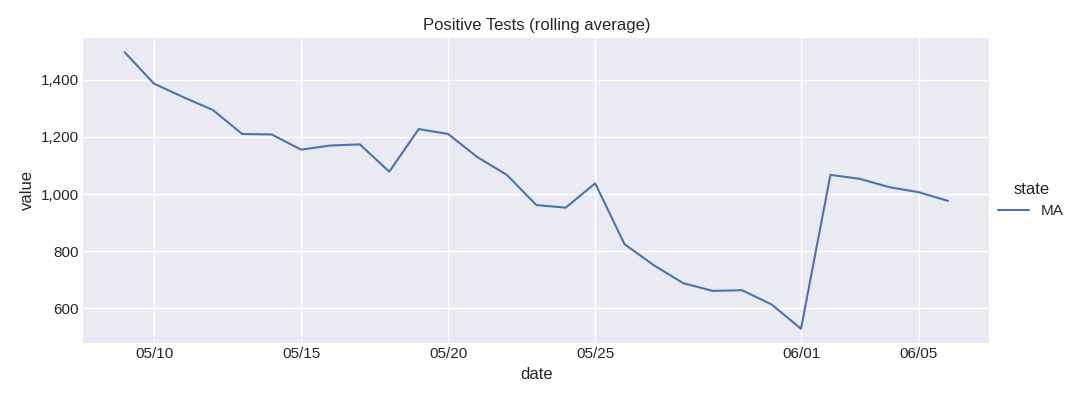 Positive Tests (rolling average)
1,400
1,200
1,000
800
600
value
05/10 05/15 05/20 05/25 06/01 06/05
date
state
MA